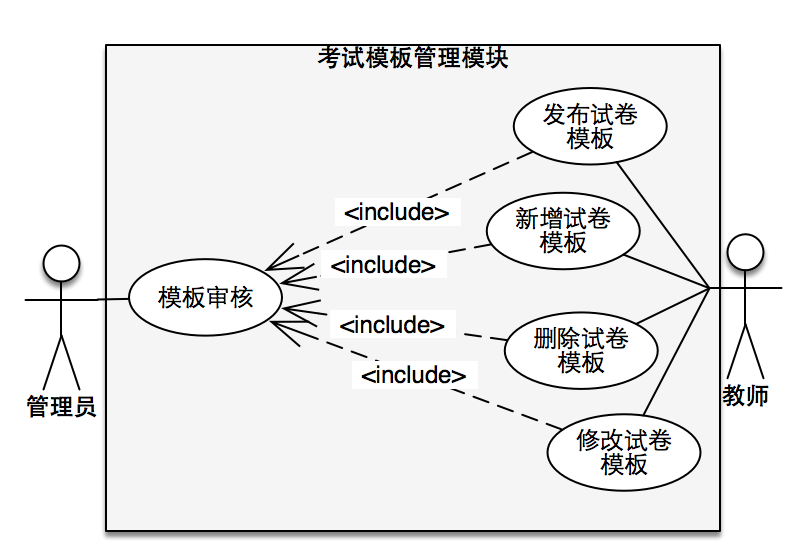 考试模板管理模块
发布试卷
模板
<include>
新增试卷
模板
<include>
模板审核
<include>
删除试卷
模板
<include>
修改试卷
模板
管理员
教师